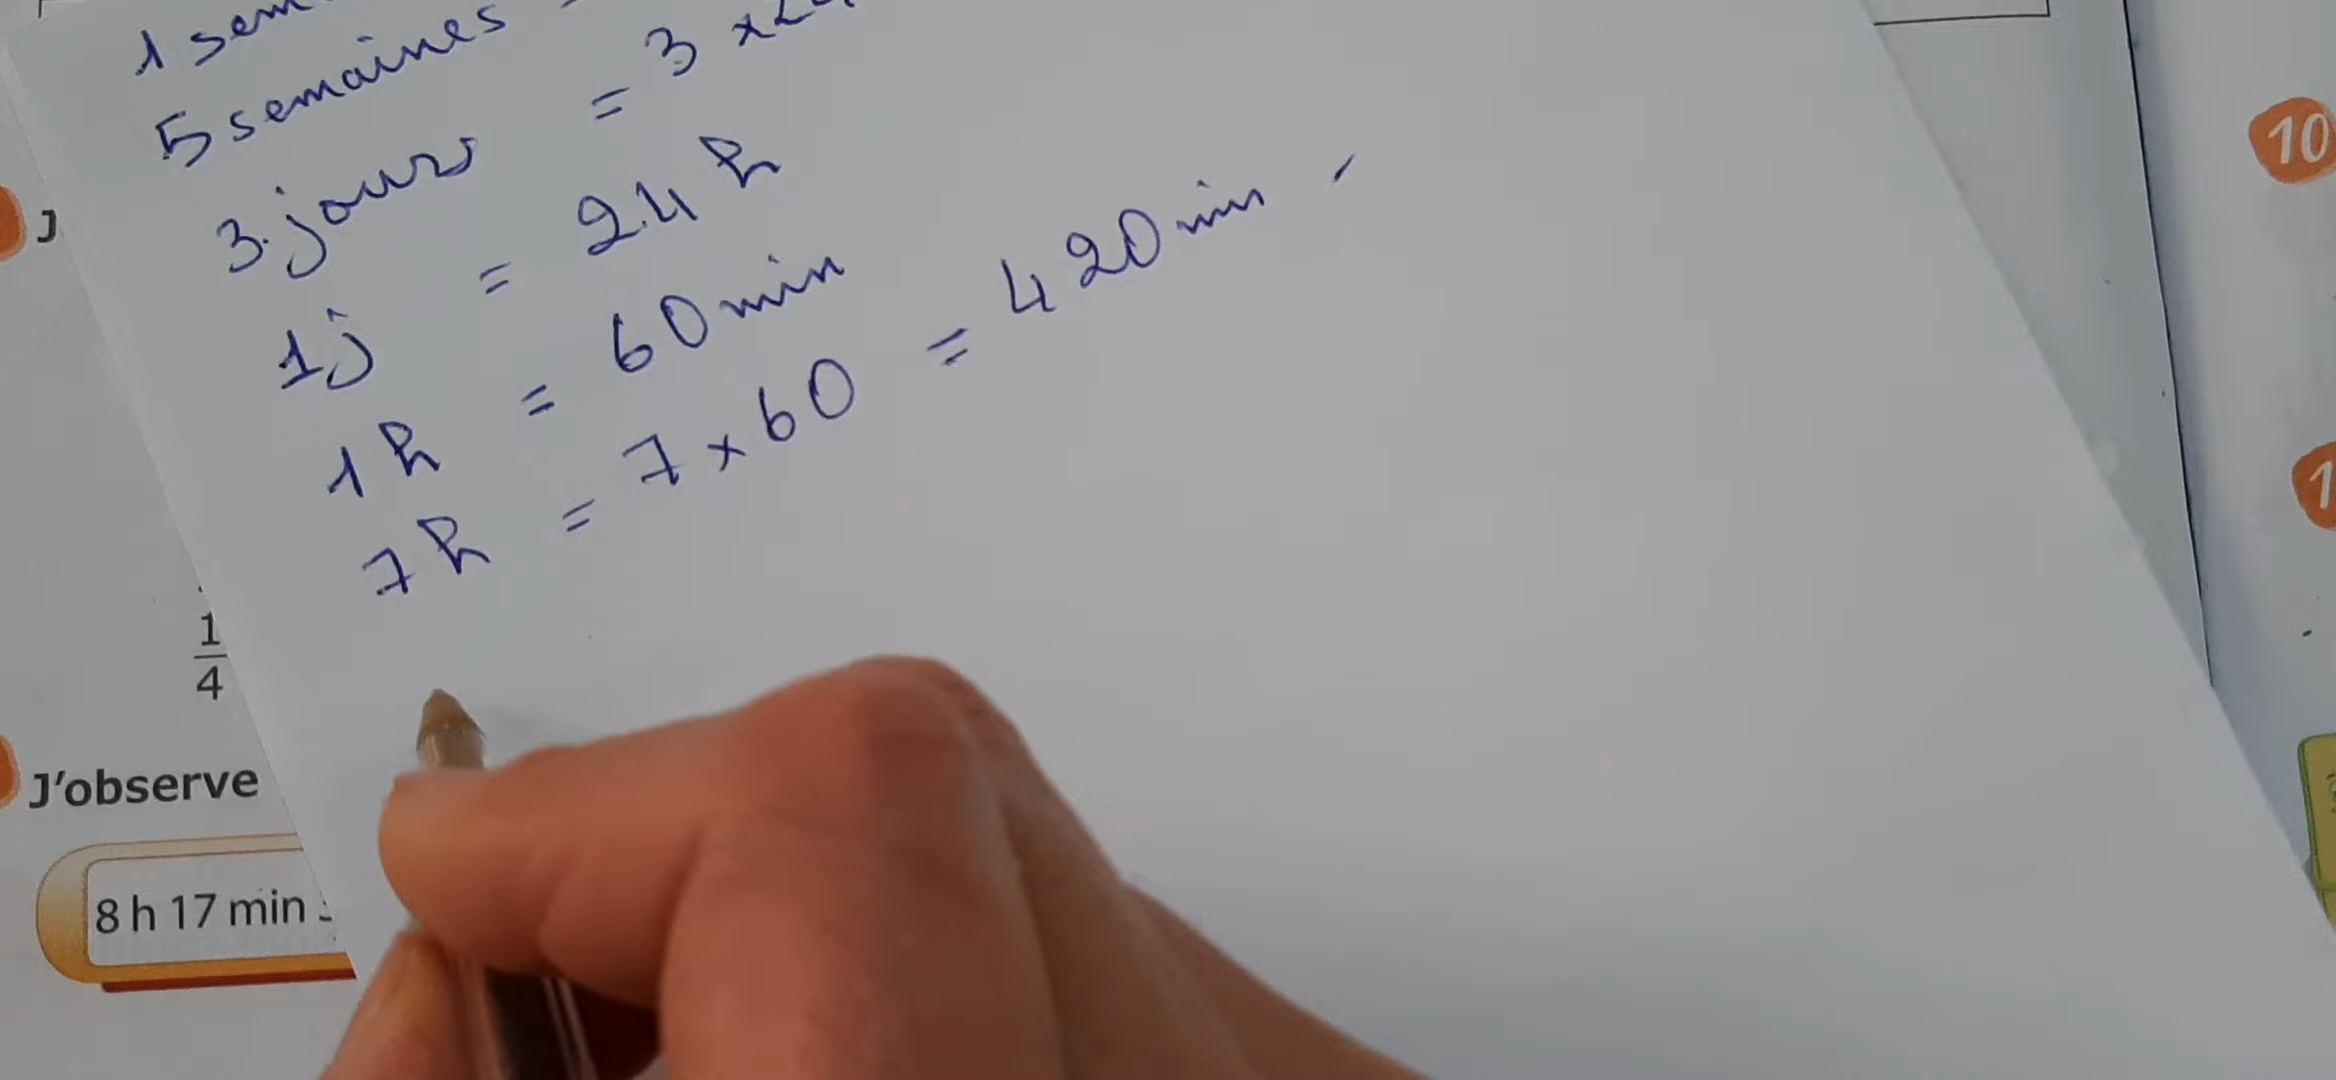 1 sem
5 semaines
3 jours = 3 ×
1j = 24 h
1 h = 60 min
7 h = 7 × 60 = 420 min
J
1
4
J'observe
8 h 17 min
10
1